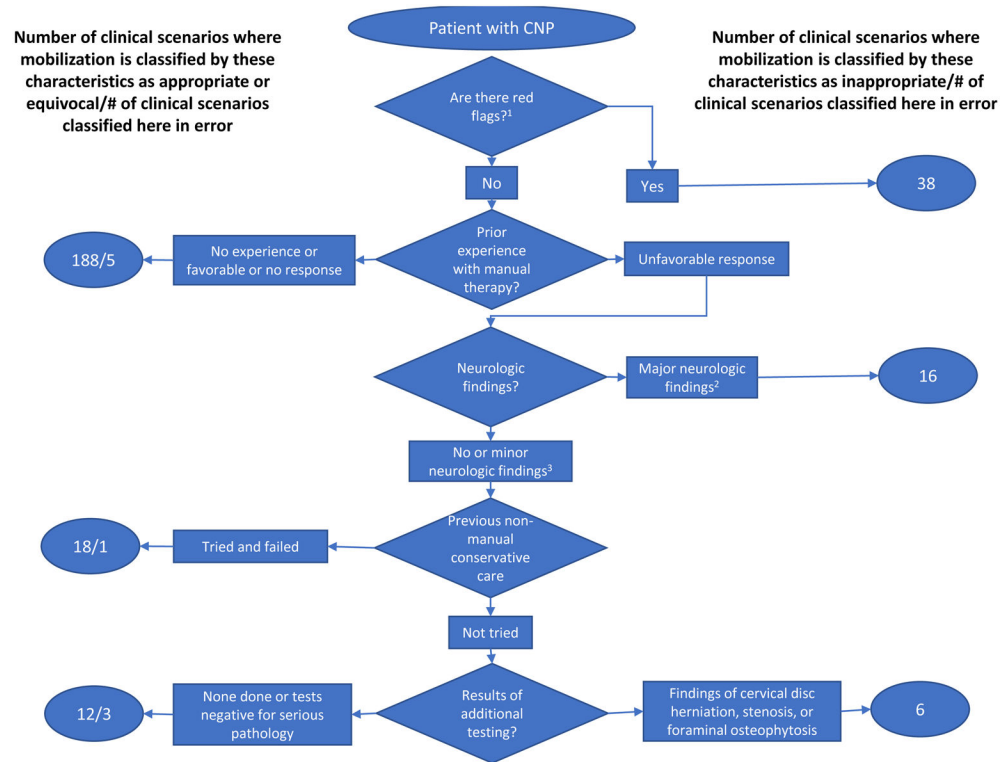 Patient with CNP
Number of clinical scenarios where
mobilization is classified by these
characteristics as appropriate or
equivocal/# of clinical scenarios
classified here in error
Number of clinical scenarios where
mobilization is classified by these
characteristics as inappropriate/# of
clinical scenarios classified here in error
Are there red
flags?¹
No
Yes
38
Prior
experience
with manual
therapy?
No experience or
favorable or no response
188/5
Unfavorable response
Neurologic
findings?
Major neurologic
findings²
16
No or minor
neurologic findings³
Previous non-
manual
conservative
care
Tried and failed
18/1
Not tried
Results of
additional
testing?
None done or tests
negative for serious
pathology
12/3
Findings of cervical disc
herniation, stenosis, or
foraminal osteophytosis
6